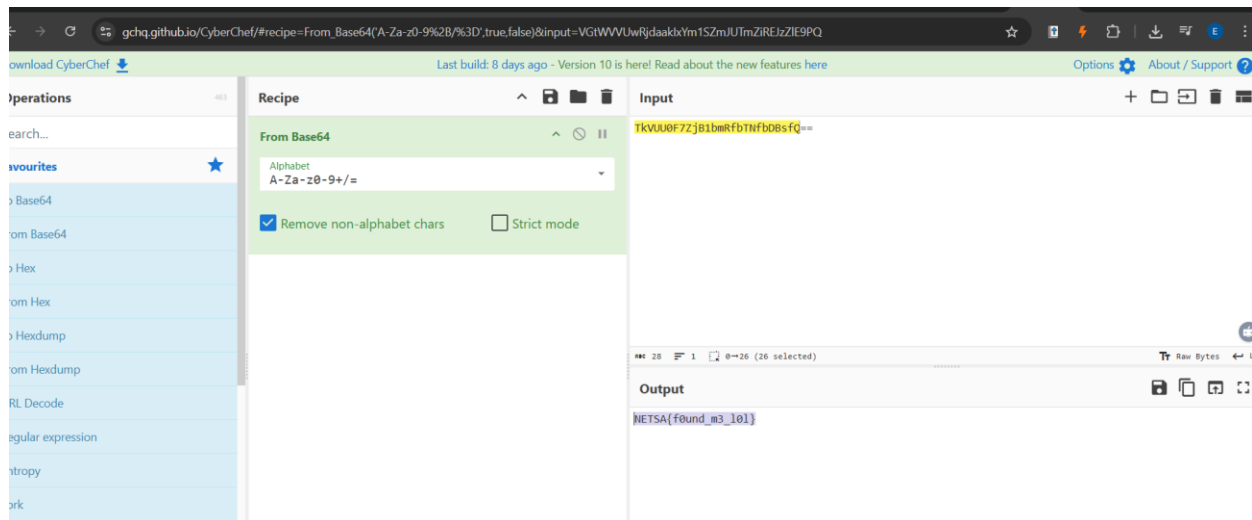 gchq.github.io/CyberChef/#recipe=From_Base64('A-Za-z0-9%2B/%3D',true,false)&input=VGtWVVUwRjdaakIxYm1SZmJUTmZiREJzZlE9PQ
E
ownload CyberChef
Last build: 8 days ago - Version 10 is here! Read about the new features here
Options
About / Support
Operations
463
Recipe
Input
earch...
From Base64
TkVUU0F7ZjB1bmRfbTNfbDBsfQ==
avourites
Alphabet
A-Za-z0-9+/=
o Base64
Remove non-alphabet chars
Strict mode
rom Base64
o Hex
rom Hex
o Hexdump
rom Hexdump
RL Decode
egular expression
ntropy
ork
ABC 28
1
0→26 (26 selected)
Tr Raw Bytes
Output
NETSA{f0und_m3_l0l}